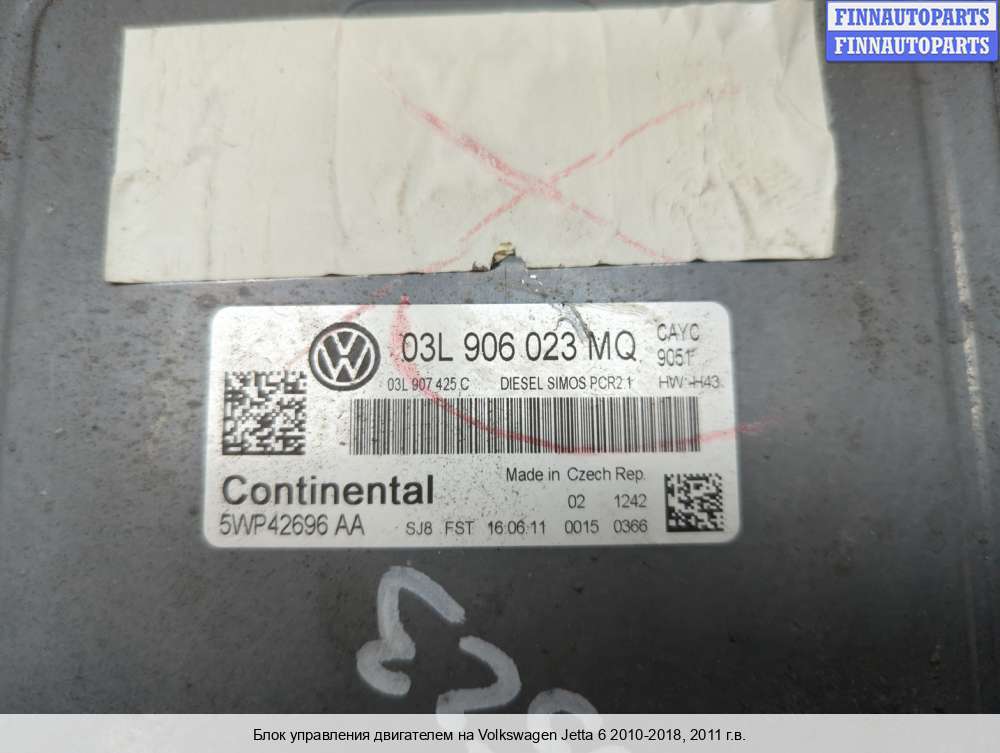 FINNAUTOPARTS
FINNAUTOPARTS
03L 906 023 MQ
CAYC
9051
03L 907 425 C DIESEL SIMOS PCR2.1 HW:H43
Continental
Made in Czech Rep.
02 1242
5WP42696 AA SJ8 FST 16.06.11 0015 0366
Блок управления двигателем на Volkswagen Jetta 6 2010-2018, 2011 г.в.